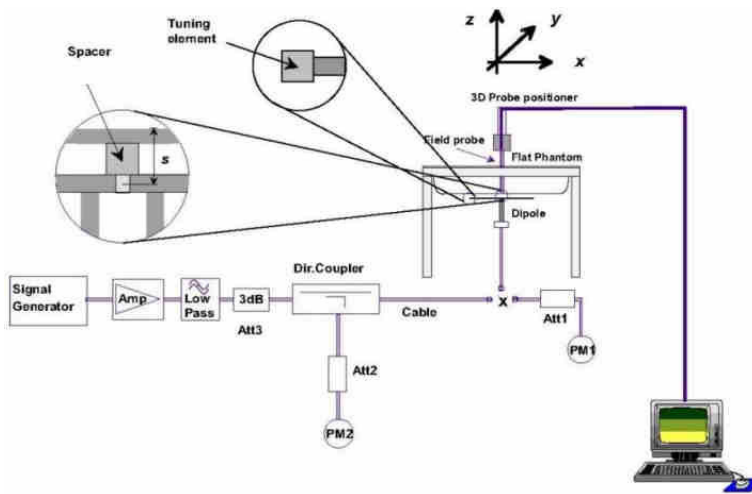 Tuning
element
Spacer
s
z
y
x
3D Probe positioner
Field probe
Flat Phantom
Dipole
Signal
Generator
Amp
Low
Pass
3dB
Att3
Dir.Coupler
Cable
x
Att1
PM1
Att2
PM2